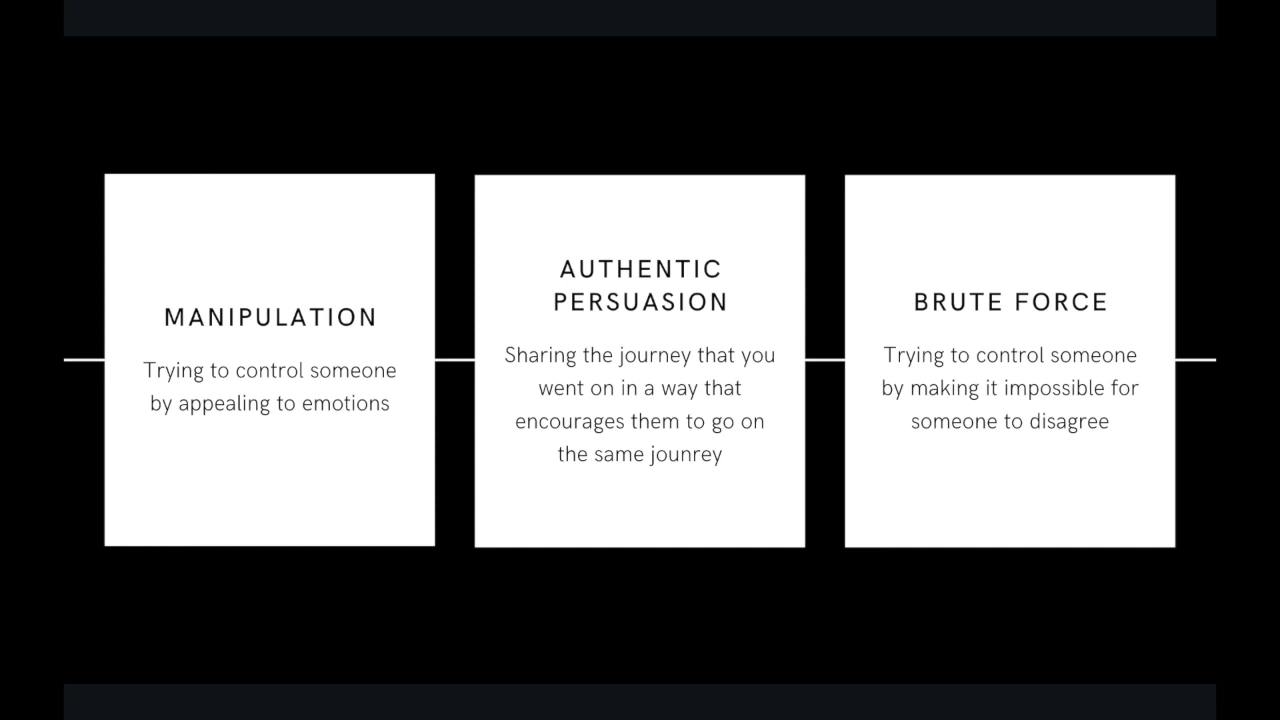 MANIPULATION
Trying to control someone
by appealing to emotions
AUTHENTIC
PERSUASION
Sharing the journey that you
went on in a way that
encourages them to go on
the same jounrey
BRUTE FORCE
Trying to control someone
by making it impossible for
someone to disagree